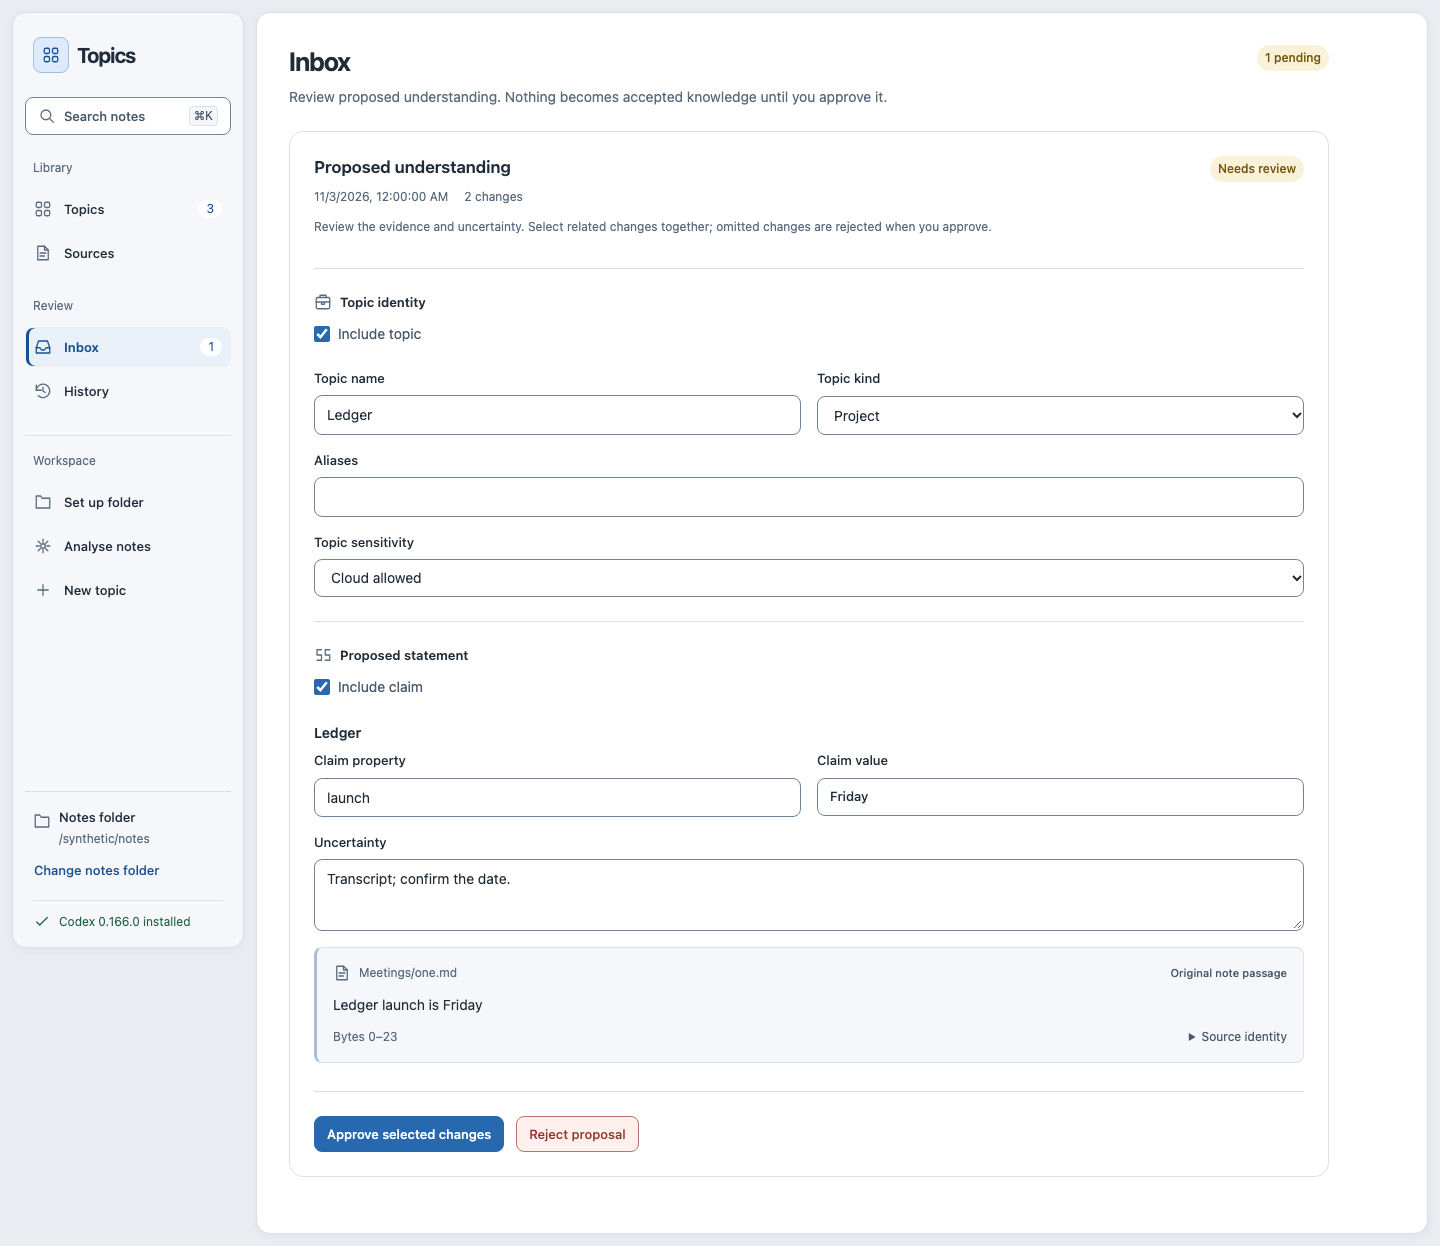 Topics
Search notes ⌘K
Library
Topics 3
Sources
Review
Inbox 1
History
Workspace
Set up folder
Analyse notes
New topic
Notes folder
/synthetic/notes
Change notes folder
Codex 0.166.0 installed
Inbox
1 pending
Review proposed understanding. Nothing becomes accepted knowledge until you approve it.
Proposed understanding
Needs review
11/3/2026, 12:00:00 AM 2 changes
Review the evidence and uncertainty. Select related changes together; omitted changes are rejected when you approve.
Topic identity
Include topic
Topic name
Topic kind
Ledger
Project
Aliases
Topic sensitivity
Cloud allowed
Proposed statement
Include claim
Ledger
Claim property
Claim value
launch
Friday
Uncertainty
Transcript; confirm the date.
Meetings/one.md
Original note passage
Ledger launch is Friday
Bytes 0–23
Source identity
Approve selected changes
Reject proposal